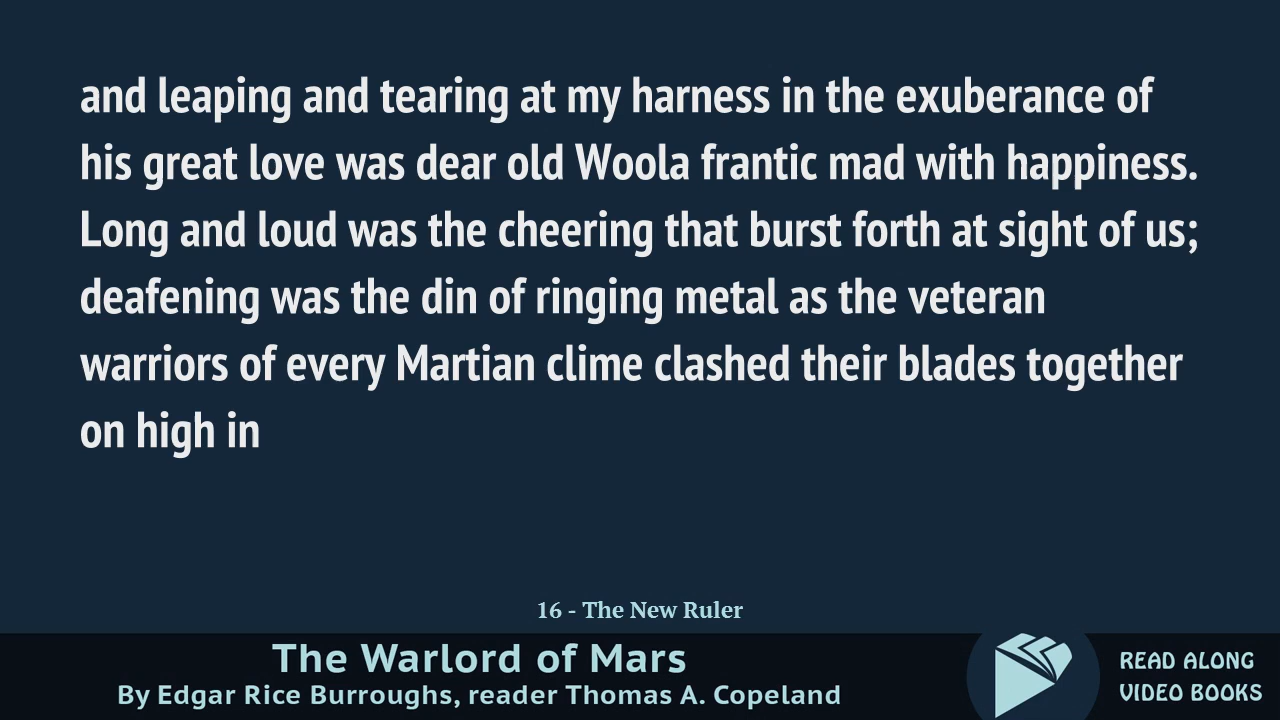 and leaping and tearing at my harness in the exuberance of
his great love was dear old Woola frantic mad with happiness.
Long and loud was the cheering that burst forth at sight of us;
deafening was the din of ringing metal as the veteran
warriors of every Martian clime clashed their blades together
on high in
16 - The New Ruler
The Warlord of Mars
By Edgar Rice Burroughs, reader Thomas A. Copeland
READ ALONG
VIDEO BOOKS